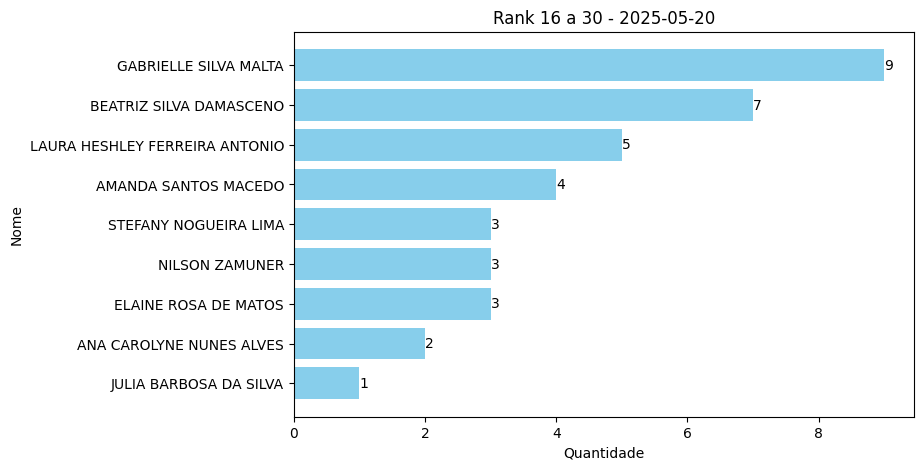 Rank 16 a 30 - 2025-05-20
Nome
GABRIELLE SILVA MALTA 9
BEATRIZ SILVA DAMASCENO 7
LAURA HESHLEY FERREIRA ANTONIO 5
AMANDA SANTOS MACEDO 4
STEFANY NOGUEIRA LIMA 3
NILSON ZAMUNER 3
ELAINE ROSA DE MATOS 3
ANA CAROLYNE NUNES ALVES 2
JULIA BARBOSA DA SILVA 1
0 2 4 6 8
Quantidade